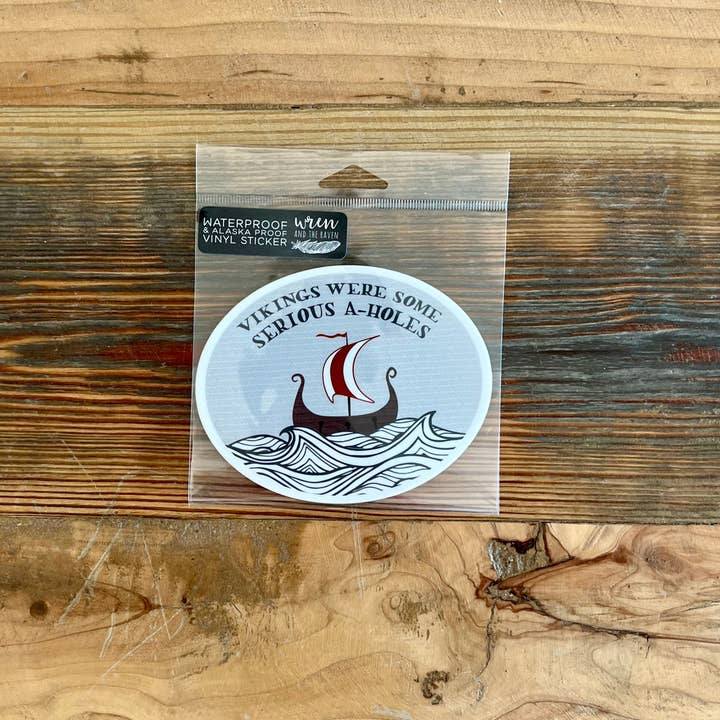 WATERPROOF
& ALASKA PROOF
VINYL STICKER
wren
AND THE RAVEN
VIKINGS WERE SOME
SERIOUS A-HOLES